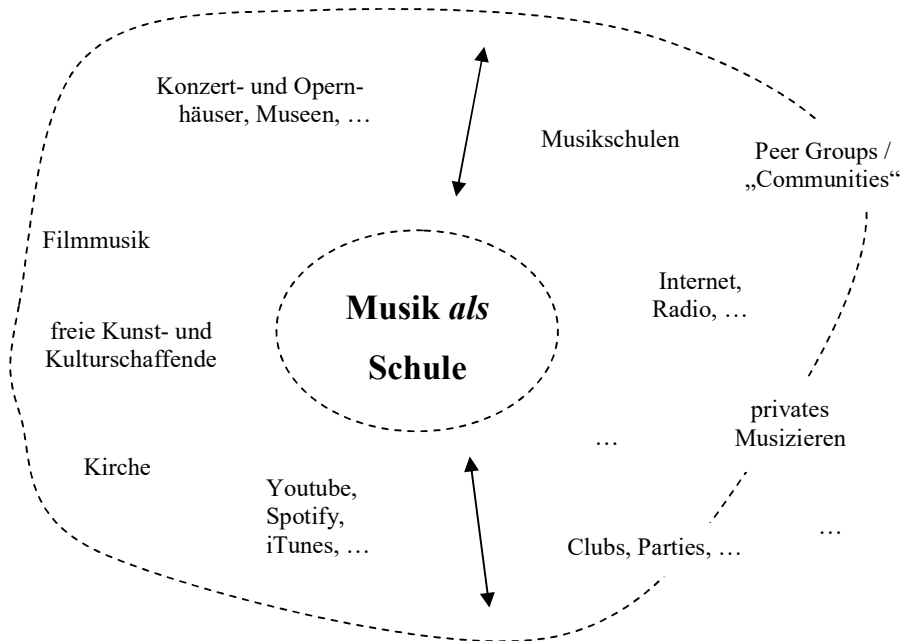 Konzert- und Opern-
häuser, Museen, …
Musikschulen
Peer Groups /
„Communities“
Filmmusik
Internet,
Radio, …
Musik als
Schule
freie Kunst- und
Kulturschaffende
privates
Musizieren
…
Kirche
Youtube,
Spotify,
iTunes, …
Clubs, Parties, …
…